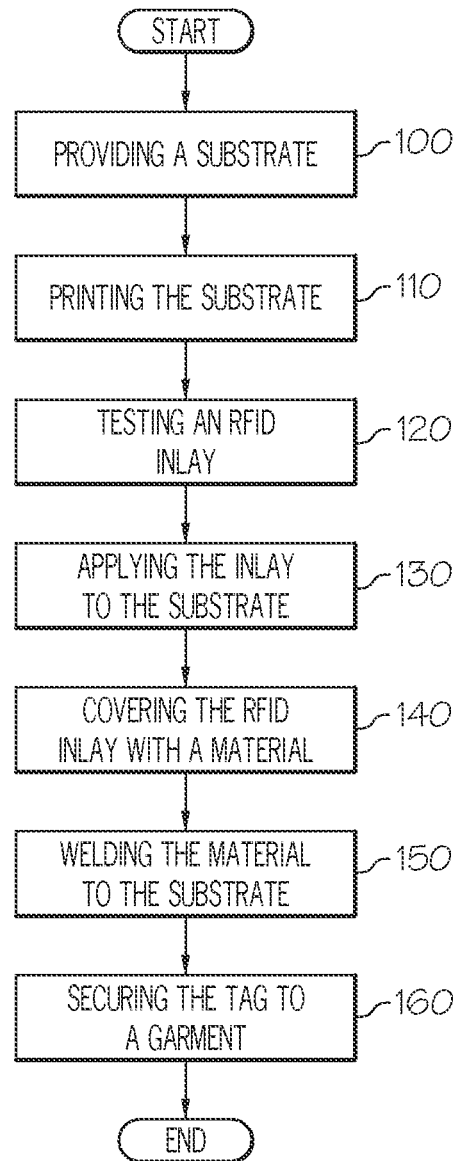 START
PROVIDING A SUBSTRATE
100
PRINTING THE SUBSTRATE
110
TESTING AN RFID
INLAY
120
APPLYING THE INLAY
TO THE SUBSTRATE
130
COVERING THE RFID
INLAY WITH A MATERIAL
140
WELDING THE MATERIAL
TO THE SUBSTRATE
150
SECURING THE TAG TO
A GARMENT
160
END